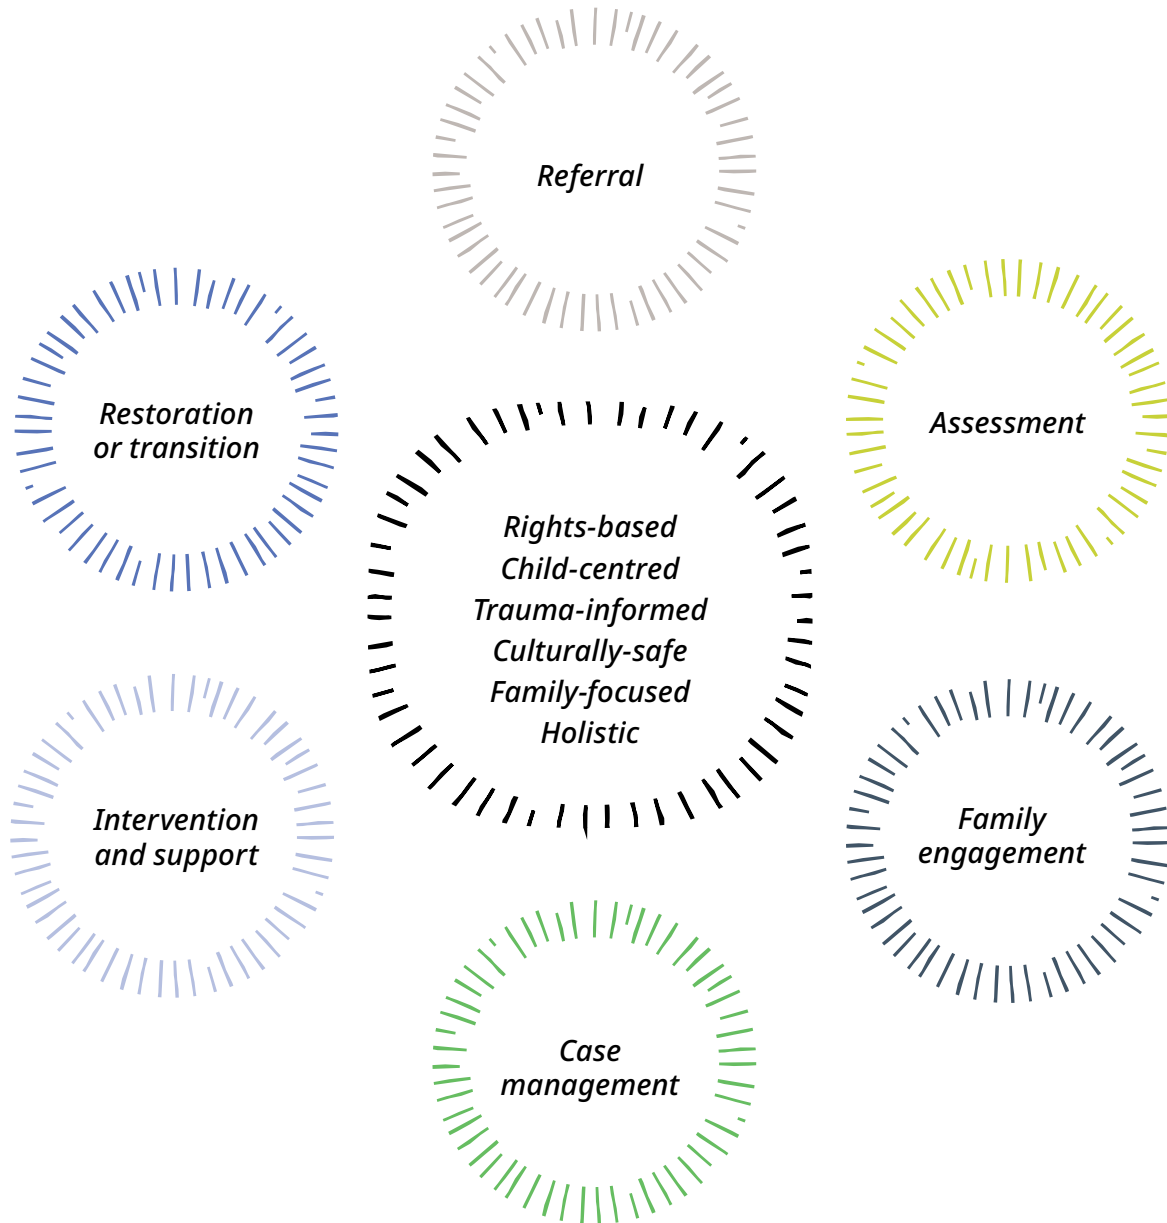 Referral
Assessment
Restoration
or transition
Rights-based
Child-centred
Trauma-informed
Culturally-safe
Family-focused
Holistic
Intervention
and support
Family
engagement
Case
management